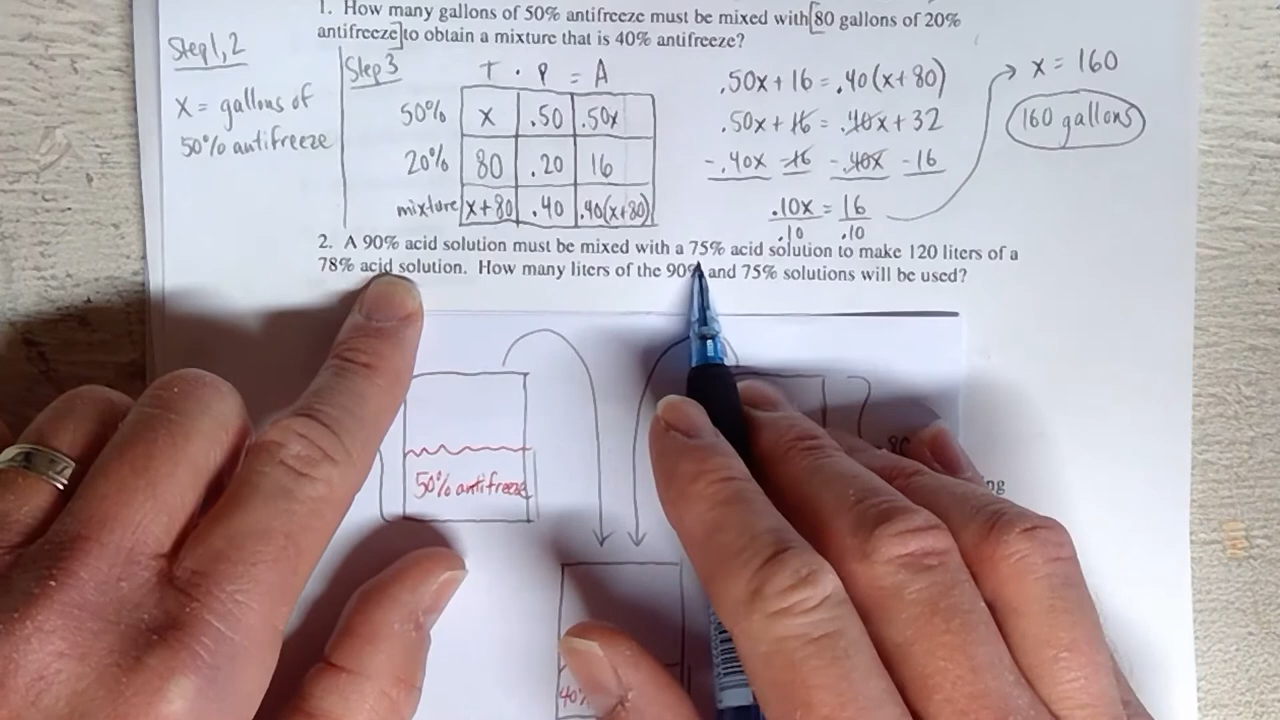 1. How many gallons of 50% antifreeze must be mixed with [80 gallons of 20%
antifreeze] to obtain a mixture that is 40% antifreeze?
Step 1, 2
x = gallons of
50% antifreeze
Step 3
T · P = A
50% x .50 .50x
20% 80 .20 16
mixture x+80 .40 .40(x+80)
.50x + 16 = .40(x+80)
.50x + 16 = .40x + 32
-.40x -16 -.40x -16
.10x = 16
.10 .10
x = 160
160 gallons
2. A 90% acid solution must be mixed with a 75% acid solution to make 120 liters of a
78% acid solution. How many liters of the 90% and 75% solutions will be used?
50% antifreeze
ng
40%